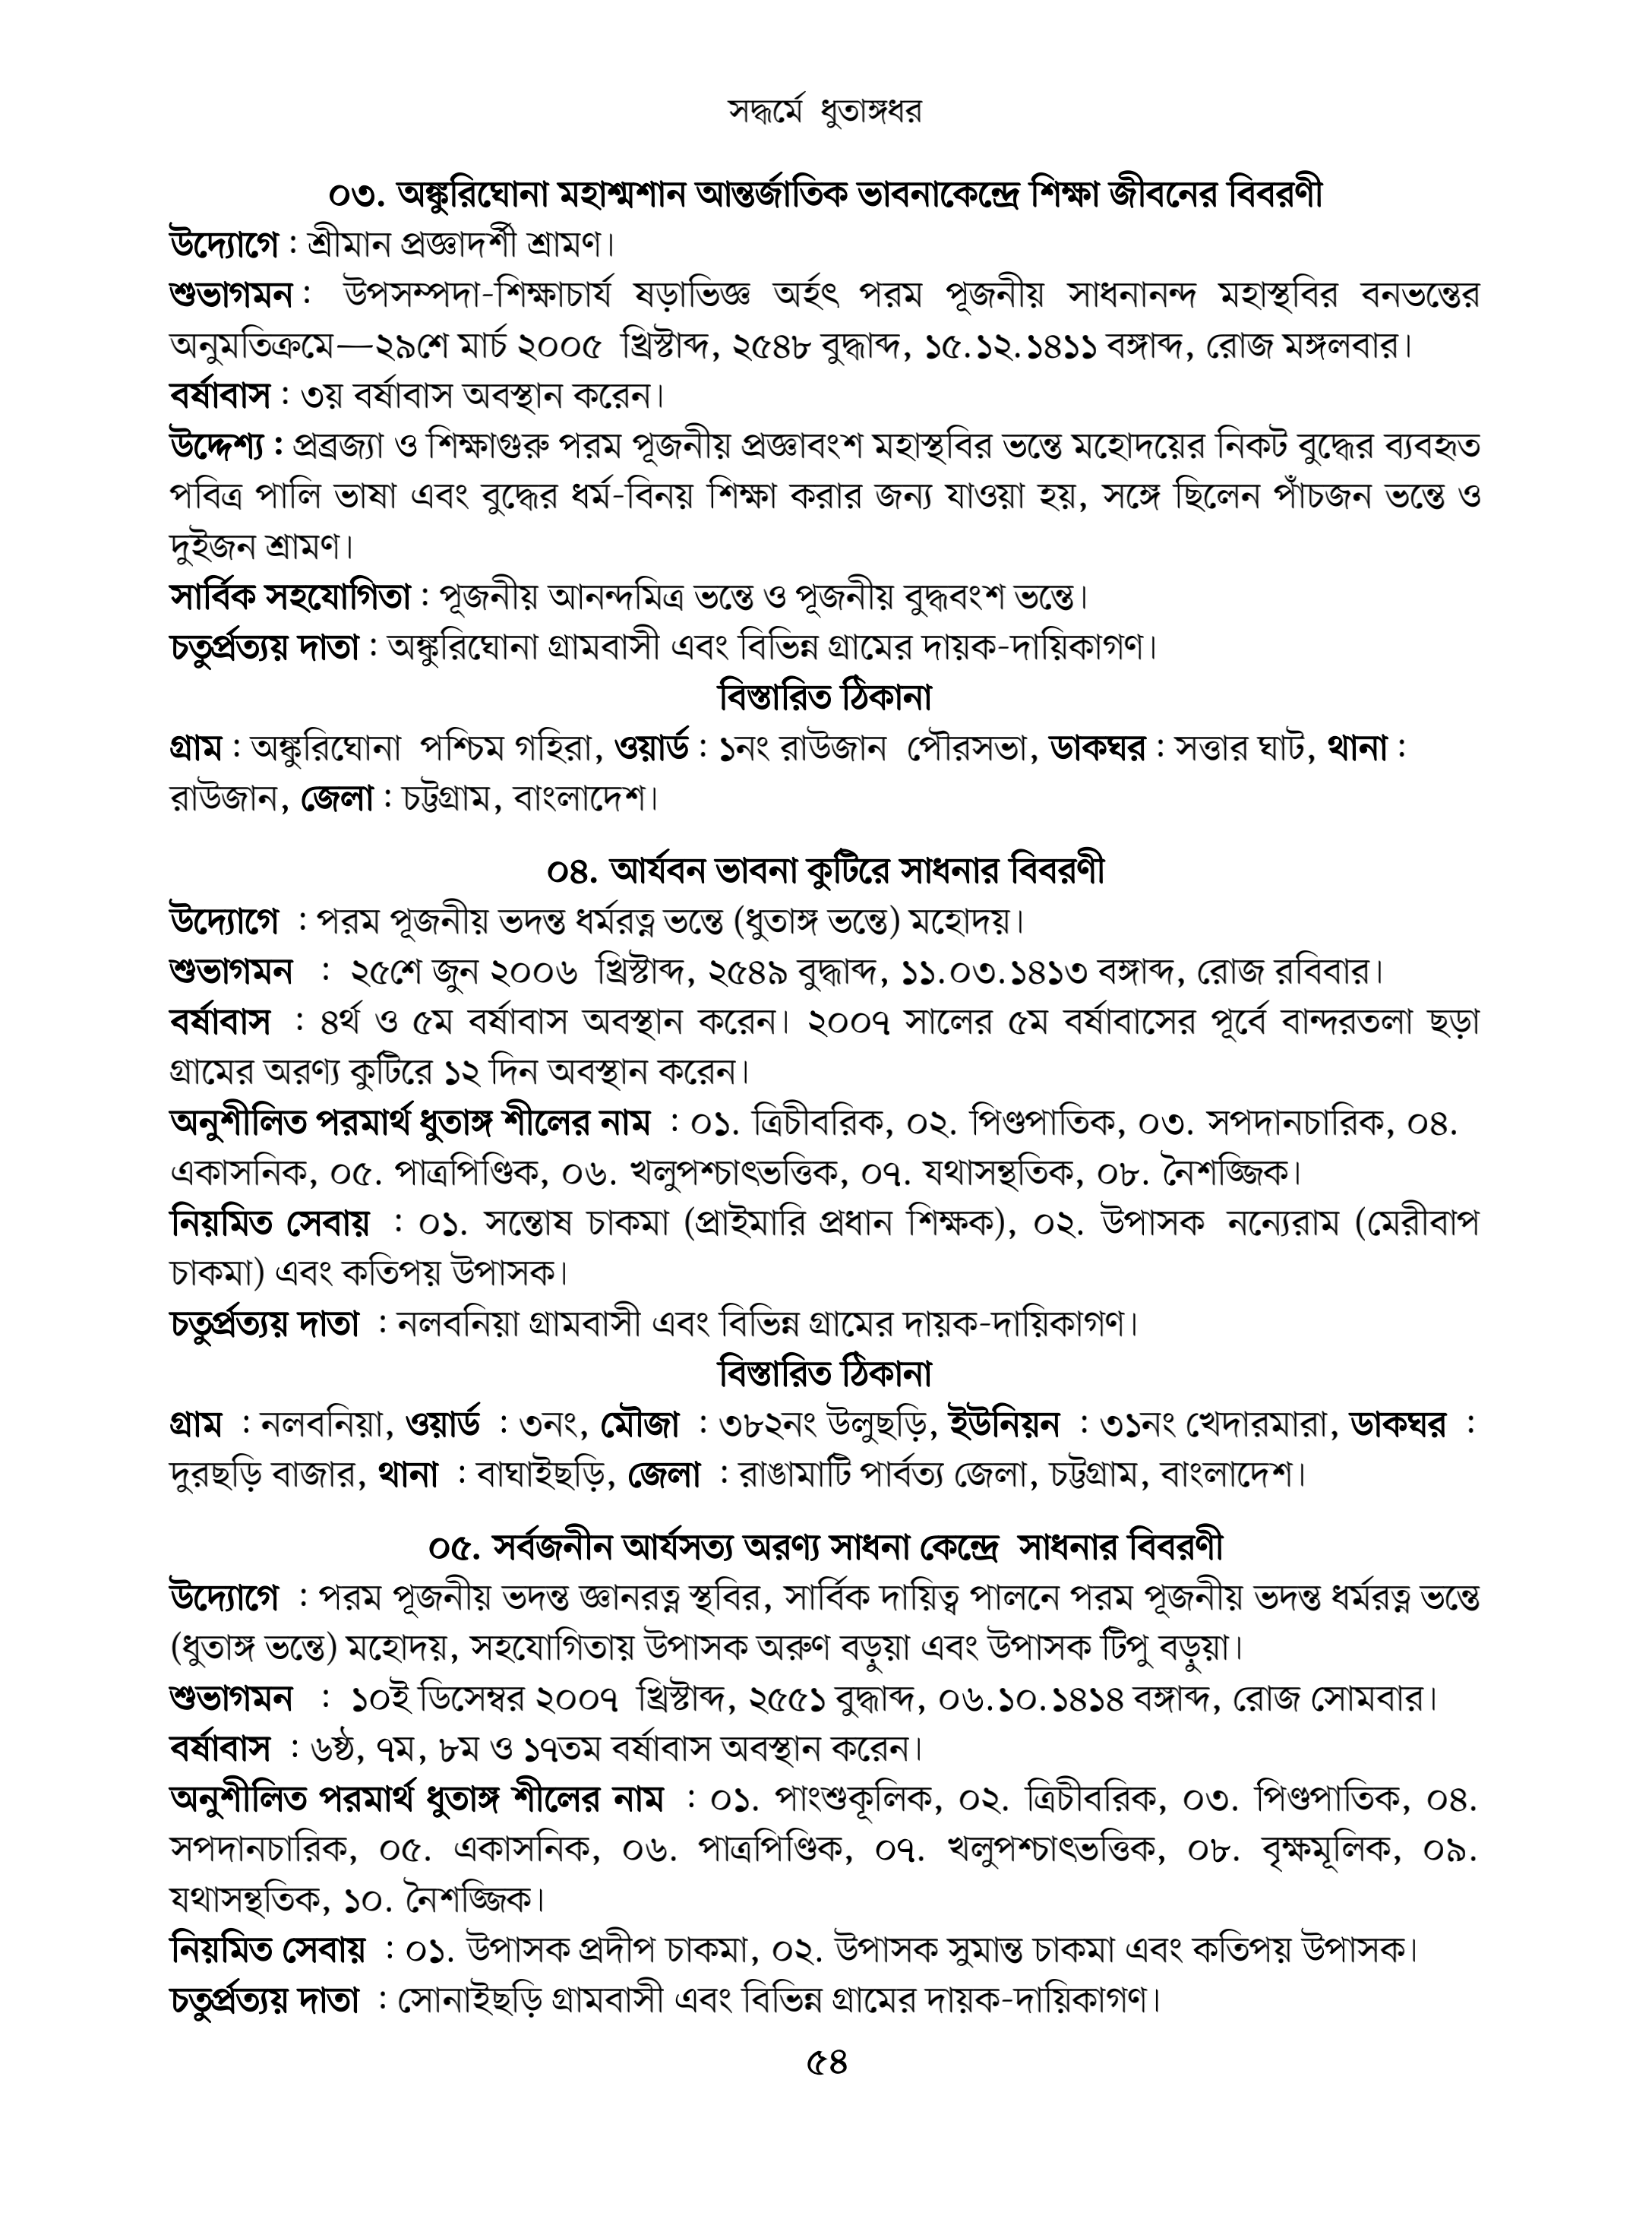 সদ্ধর্মে ধুতাঙ্গধর
০৩. অঙ্কুরিঘোনা মহাশ্মশান আন্তর্জাতিক ভাবনাকেন্দ্রে শিক্ষা জীবনের বিবরণী
উদ্যোগে : শ্রীমান প্রজ্ঞাদর্শী শ্রামণ।
শুভাগমন : উপসম্পদা-শিক্ষাচার্য ষড়াভিজ্ঞ অর্হৎ পরম পূজনীয় সাধনানন্দ মহাস্থবির বনভন্তের
অনুমতিক্রমে—২৯শে মার্চ ২০০৫ খ্রিস্টাব্দ, ২৫৪৮ বুদ্ধাব্দ, ১৫.১২.১৪১১ বঙ্গাব্দ, রোজ মঙ্গলবার।
বর্ষাবাস : ৩য় বর্ষাবাস অবস্থান করেন।
উদ্দেশ্য : প্রব্রজ্যা ও শিক্ষাগুরু পরম পূজনীয় প্রজ্ঞাবংশ মহাস্থবির ভন্তে মহোদয়ের নিকট বুদ্ধের ব্যবহৃত
পবিত্র পালি ভাষা এবং বুদ্ধের ধর্ম-বিনয় শিক্ষা করার জন্য যাওয়া হয়, সঙ্গে ছিলেন পাঁচজন ভন্তে ও
দুইজন শ্রামণ।
সার্বিক সহযোগিতা : পূজনীয় আনন্দমিত্র ভন্তে ও পূজনীয় বুদ্ধবংশ ভন্তে।
চতুর্প্রত্যয় দাতা : অঙ্কুরিঘোনা গ্রামবাসী এবং বিভিন্ন গ্রামের দায়ক-দায়িকাগণ।
বিস্তারিত ঠিকানা
গ্রাম : অঙ্কুরিঘোনা পশ্চিম গহিরা, ওয়ার্ড : ১নং রাউজান পৌরসভা, ডাকঘর : সত্তার ঘাট, থানা :
রাউজান, জেলা : চট্টগ্রাম, বাংলাদেশ।
০৪. আর্যবন ভাবনা কুটিরে সাধনার বিবরণী
উদ্যোগে : পরম পূজনীয় ভদন্ত ধর্মরত্ন ভন্তে (ধুতাঙ্গ ভন্তে) মহোদয়।
শুভাগমন : ২৫শে জুন ২০০৬ খ্রিস্টাব্দ, ২৫৪৯ বুদ্ধাব্দ, ১১.০৩.১৪১৩ বঙ্গাব্দ, রোজ রবিবার।
বর্ষাবাস : ৪র্থ ও ৫ম বর্ষাবাস অবস্থান করেন। ২০০৭ সালের ৫ম বর্ষাবাসের পূর্বে বান্দরতলা ছড়া
গ্রামের অরণ্য কুটিরে ১২ দিন অবস্থান করেন।
অনুশীলিত পরমার্থ ধুতাঙ্গ শীলের নাম : ০১. ত্রিচীবরিক, ০২. পিণ্ডপাতিক, ০৩. সপদানচারিক, ০৪.
একাসনিক, ০৫. পাত্রপিণ্ডিক, ০৬. খলুপশ্চাৎভত্তিক, ০৭. যথাসন্থতিক, ০৮. নৈশজ্জিক।
নিয়মিত সেবায় : ০১. সন্তোষ চাকমা (প্রাইমারি প্রধান শিক্ষক), ০২. উপাসক নন্যেরাম (মেরীবাপ
চাকমা) এবং কতিপয় উপাসক।
চতুর্প্রত্যয় দাতা : নলবনিয়া গ্রামবাসী এবং বিভিন্ন গ্রামের দায়ক-দায়িকাগণ।
বিস্তারিত ঠিকানা
গ্রাম : নলবনিয়া, ওয়ার্ড : ৩নং, মৌজা : ৩৮২নং উলুছড়ি, ইউনিয়ন : ৩১নং খেদারমারা, ডাকঘর :
দুরছড়ি বাজার, থানা : বাঘাইছড়ি, জেলা : রাঙামাটি পার্বত্য জেলা, চট্টগ্রাম, বাংলাদেশ।
০৫. সর্বজনীন আর্যসত্য অরণ্য সাধনা কেন্দ্রে সাধনার বিবরণী
উদ্যোগে : পরম পূজনীয় ভদন্ত জ্ঞানরত্ন স্থবির, সার্বিক দায়িত্ব পালনে পরম পূজনীয় ভদন্ত ধর্মরত্ন ভন্তে
(ধুতাঙ্গ ভন্তে) মহোদয়, সহযোগিতায় উপাসক অরুণ বড়ুয়া এবং উপাসক টিপু বড়ুয়া।
শুভাগমন : ১০ই ডিসেম্বর ২০০৭ খ্রিস্টাব্দ, ২৫৫১ বুদ্ধাব্দ, ০৬.১০.১৪১৪ বঙ্গাব্দ, রোজ সোমবার।
বর্ষাবাস : ৬ষ্ঠ, ৭ম, ৮ম ও ১৭তম বর্ষাবাস অবস্থান করেন।
অনুশীলিত পরমার্থ ধুতাঙ্গ শীলের নাম : ০১. পাংশুকূলিক, ০২. ত্রিচীবরিক, ০৩. পিণ্ডপাতিক, ০৪.
সপদানচারিক, ০৫. একাসনিক, ০৬. পাত্রপিণ্ডিক, ০৭. খলুপশ্চাৎভত্তিক, ০৮. বৃক্ষমূলিক, ০৯.
যথাসন্থতিক, ১০. নৈশজ্জিক।
নিয়মিত সেবায় : ০১. উপাসক প্রদীপ চাকমা, ০২. উপাসক সুমান্ত চাকমা এবং কতিপয় উপাসক।
চতুর্প্রত্যয় দাতা : সোনাইছড়ি গ্রামবাসী এবং বিভিন্ন গ্রামের দায়ক-দায়িকাগণ।
৫৪